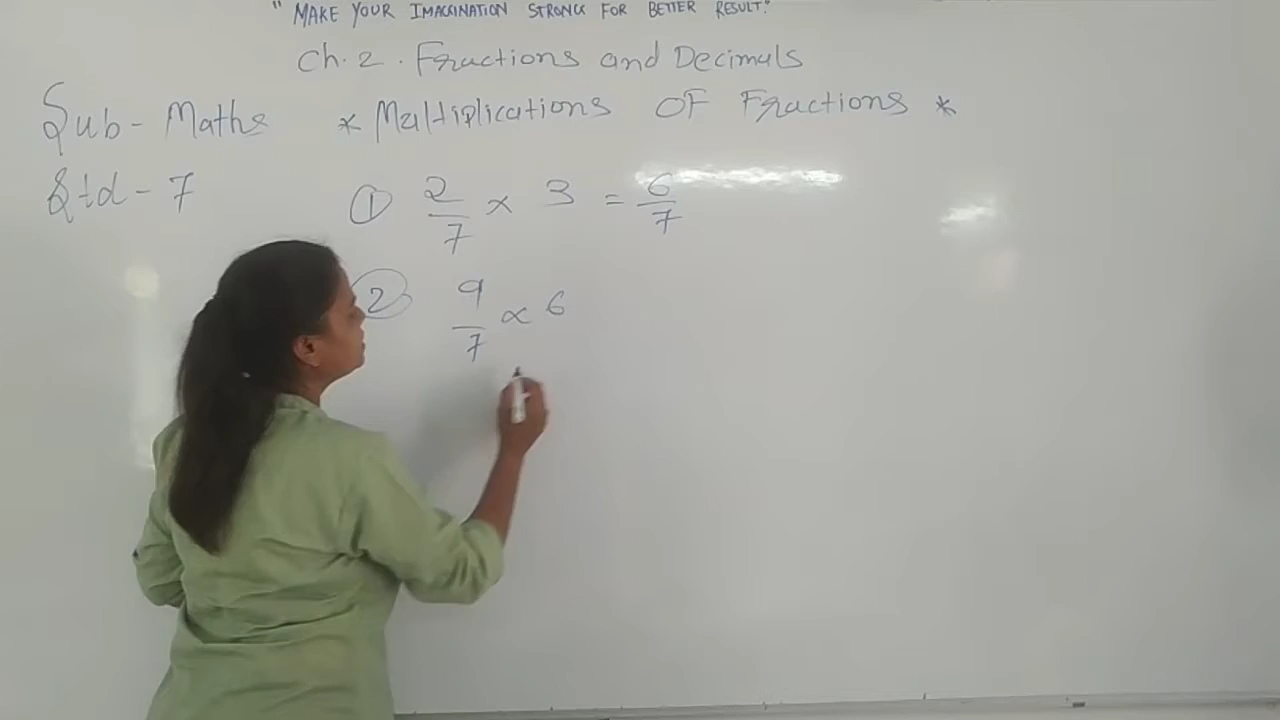 "MAKE YOUR IMAGINATION STRONG FOR BETTER RESULT."
Ch. 2. Fractions and Decimals
Sub - Maths * Multiplications OF Fractions *
Std - 7
① 2/7 × 3 = 6/7
② 9/7 × 6